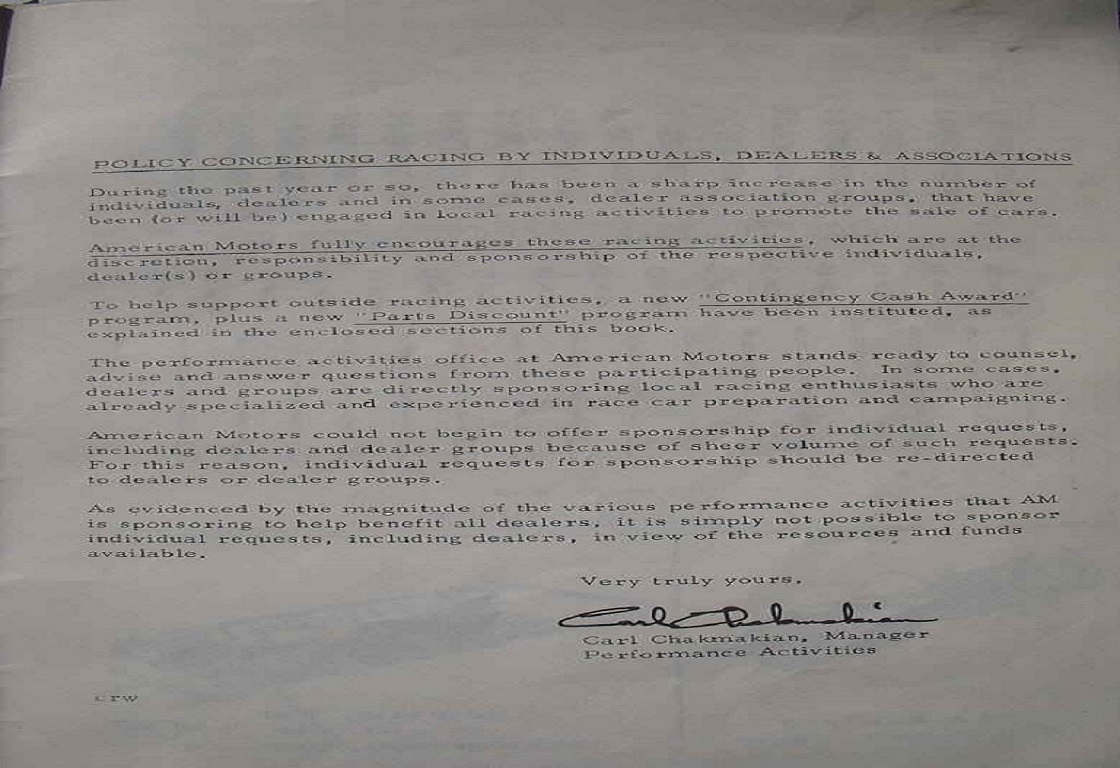 POLICY CONCERNING RACING BY INDIVIDUALS, DEALERS & ASSOCIATIONS
During the past year or so, there has been a sharp increase in the number of
individuals, dealers and in some cases, dealer association groups, that have
been (or will be) engaged in local racing activities to promote the sale of cars.
American Motors fully encourages these racing activities, which are at the
discretion, responsibility and sponsorship of the respective individuals,
dealer(s) or groups.
To help support outside racing activities, a new "Contingency Cash Award"
program, plus a new "Parts Discount" program have been instituted, as
explained in the enclosed sections of this book.
The performance activities office at American Motors stands ready to counsel,
advise and answer questions from these participating people. In some cases,
dealers and groups are directly sponsoring local racing enthusiasts who are
already specialized and experienced in race car preparation and campaigning.
American Motors could not begin to offer sponsorship for individual requests,
including dealers and dealer groups because of sheer volume of such requests.
For this reason, individual requests for sponsorship should be re-directed
to dealers or dealer groups.
As evidenced by the magnitude of the various performance activities that AM
is sponsoring to help benefit all dealers, it is simply not possible to sponsor
individual requests, including dealers, in view of the resources and funds
available.
Very truly yours,
Carl Chakmakian
Carl Chakmakian, Manager
Performance Activities
crw